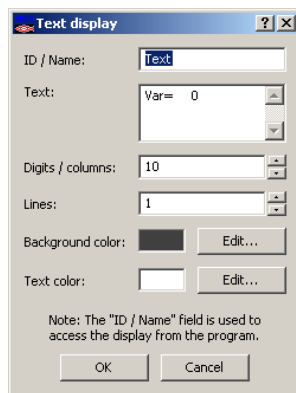 Text display
ID / Name: Text
Text: Var=   0
Digits / columns: 10
Lines: 1
Background color: Edit...
Text color: Edit...
Note: The "ID / Name" field is used to
access the display from the program.
OK Cancel